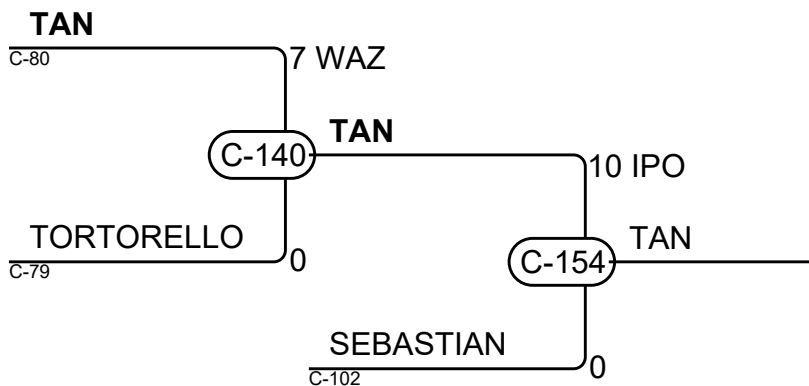 TAN
C-80
7 WAZ
C-140
TAN
10 IPO
TORTORELLO
C-79
0
C-154
TAN
SEBASTIAN
C-102
0